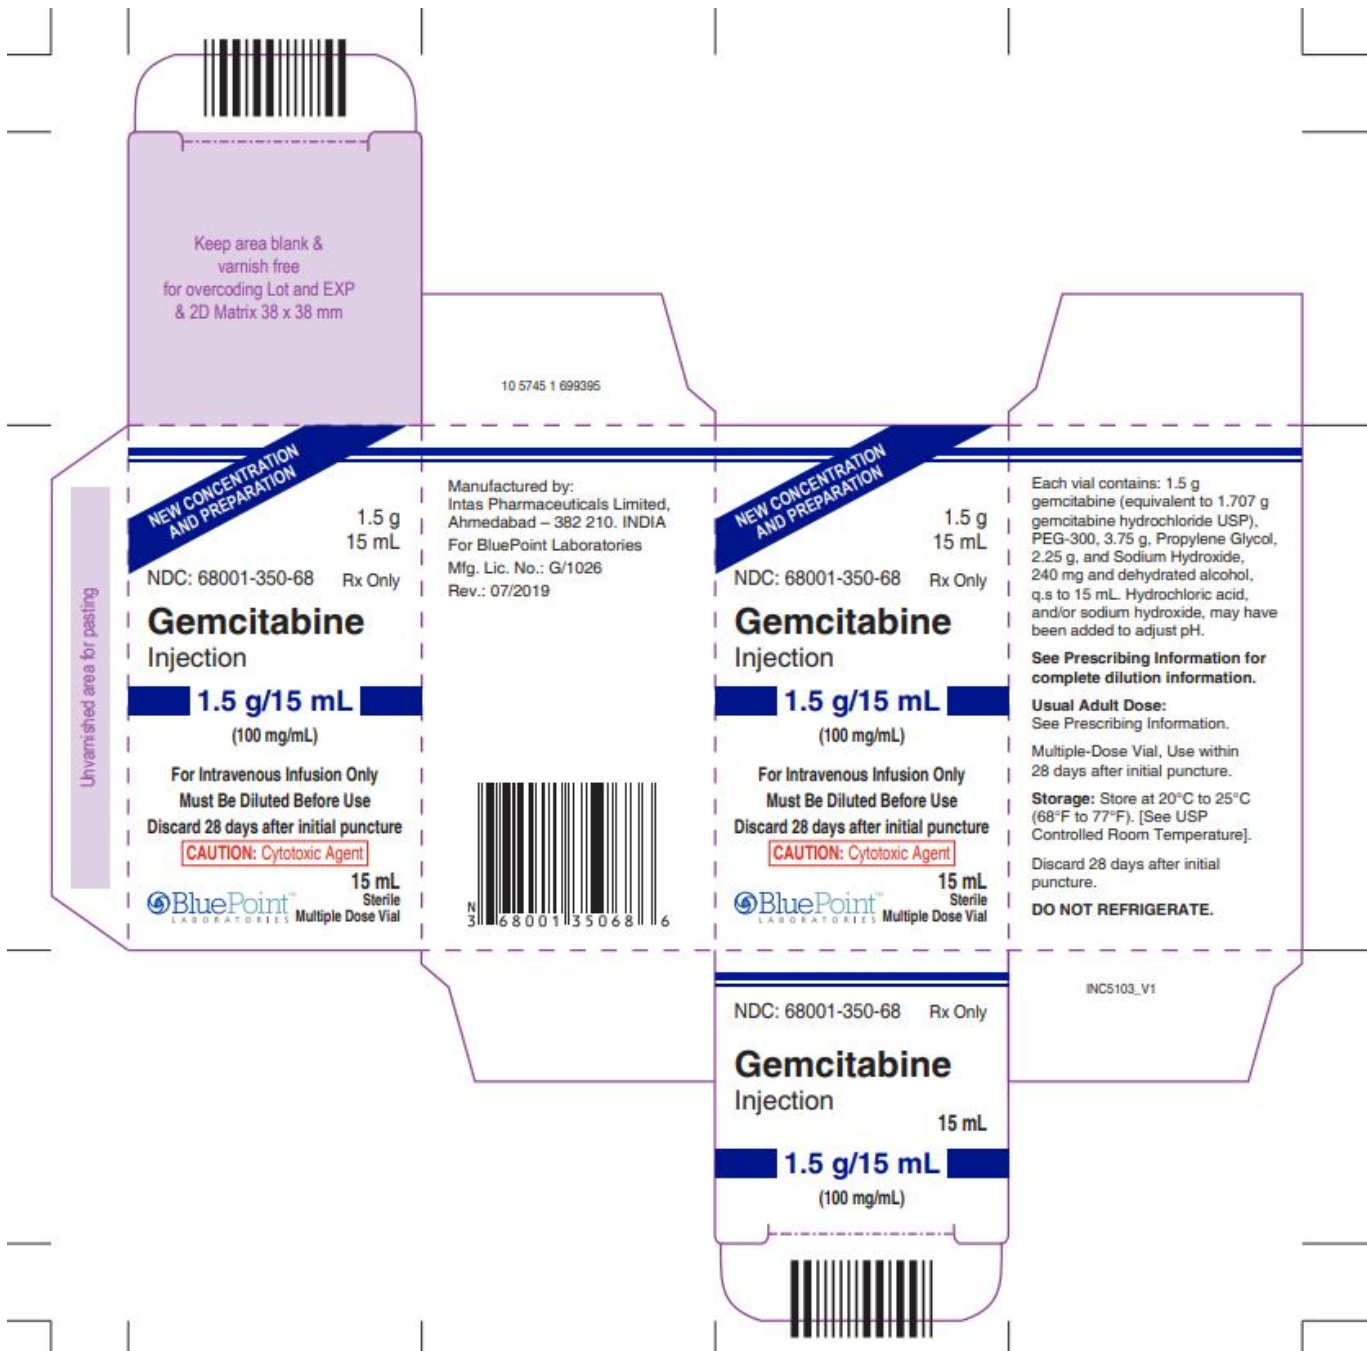 Keep area blank &
varnish free
for overcoding Lot and EXP
& 2D Matrix 38 x 38 mm
10 5745 1 699395
Unvarnished area for pasting
NEW CONCENTRATION
AND PREPARATION
1.5 g
15 mL
NDC: 68001-350-68 Rx Only
Gemcitabine
Injection
1.5 g/15 mL
(100 mg/mL)
For Intravenous Infusion Only
Must Be Diluted Before Use
Discard 28 days after initial puncture
CAUTION: Cytotoxic Agent
15 mL
Sterile
Multiple Dose Vial
BluePoint™
LABORATORIES
Manufactured by:
Intas Pharmaceuticals Limited,
Ahmedabad – 382 210. INDIA
For BluePoint Laboratories
Mfg. Lic. No.: G/1026
Rev.: 07/2019
N
3 68001 35068 6
NEW CONCENTRATION
AND PREPARATION
1.5 g
15 mL
NDC: 68001-350-68 Rx Only
Gemcitabine
Injection
1.5 g/15 mL
(100 mg/mL)
For Intravenous Infusion Only
Must Be Diluted Before Use
Discard 28 days after initial puncture
CAUTION: Cytotoxic Agent
15 mL
Sterile
Multiple Dose Vial
BluePoint™
LABORATORIES
Each vial contains: 1.5 g
gemcitabine (equivalent to 1.707 g
gemcitabine hydrochloride USP),
PEG-300, 3.75 g, Propylene Glycol,
2.25 g, and Sodium Hydroxide,
240 mg and dehydrated alcohol,
q.s to 15 mL. Hydrochloric acid,
and/or sodium hydroxide, may have
been added to adjust pH.
See Prescribing Information for
complete dilution information.
Usual Adult Dose:
See Prescribing Information.
Multiple-Dose Vial, Use within
28 days after initial puncture.
Storage: Store at 20°C to 25°C
(68°F to 77°F). [See USP
Controlled Room Temperature].
Discard 28 days after initial
puncture.
DO NOT REFRIGERATE.
INC5103_V1
NDC: 68001-350-68 Rx Only
Gemcitabine
Injection
15 mL
1.5 g/15 mL
(100 mg/mL)